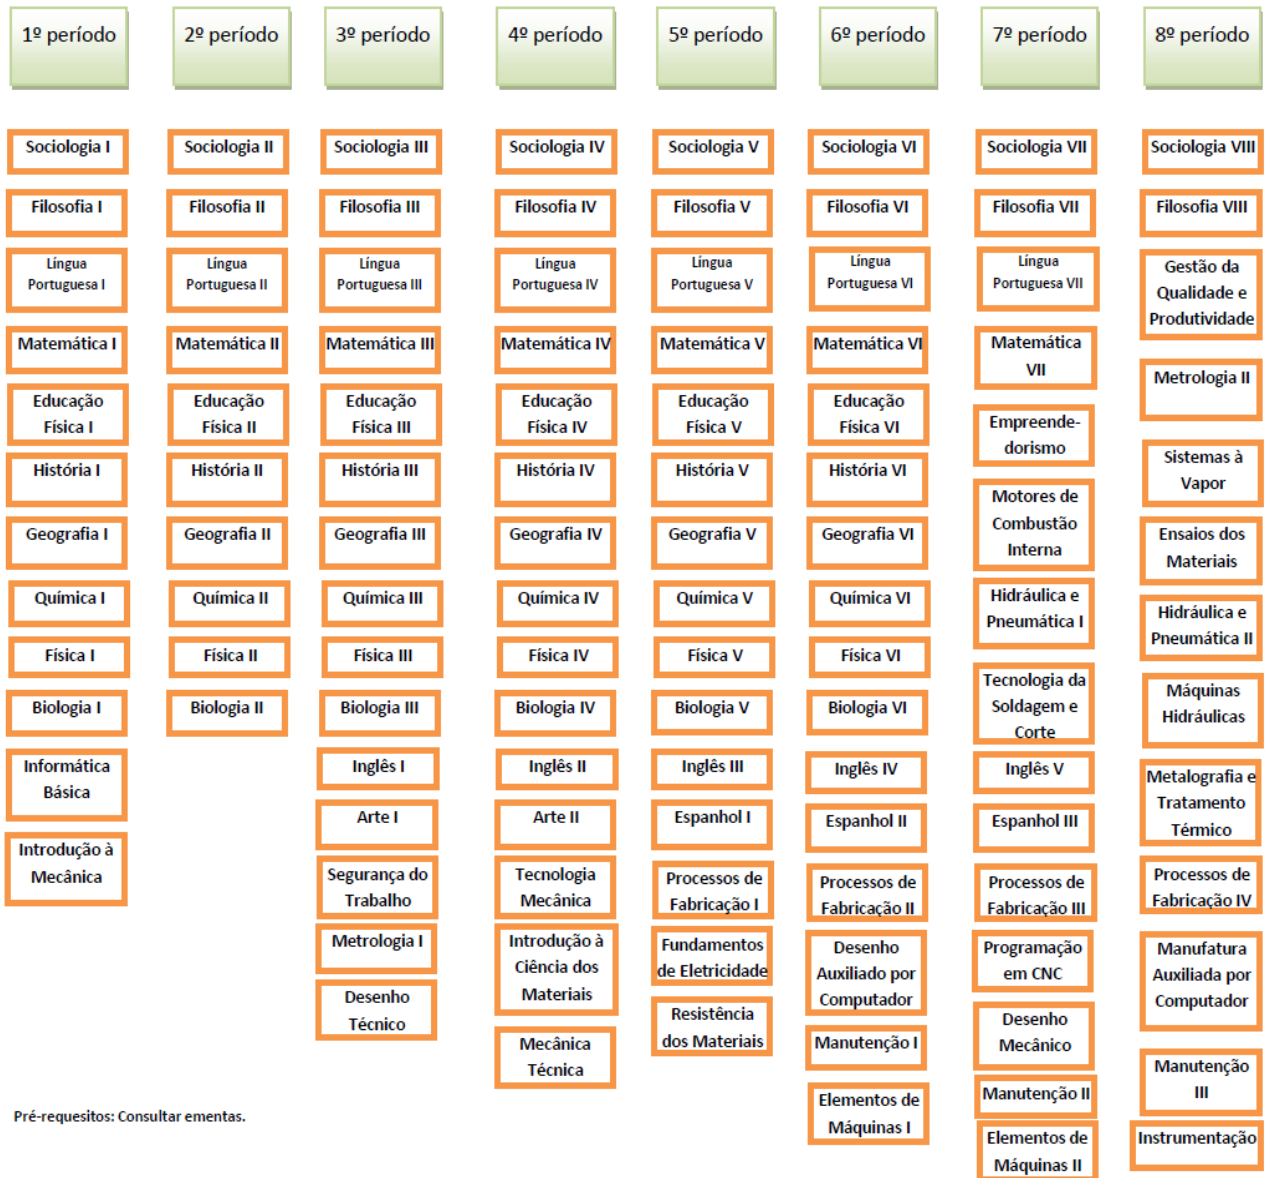 1º período
2º período
3º período
4º período
5º período
6º período
7º período
8º período
Sociologia I
Filosofia I
Língua
Portuguesa I
Matemática I
Educação
Física I
História I
Geografia I
Química I
Física I
Biologia I
Informática
Básica
Introdução à
Mecânica
Sociologia II
Filosofia II
Língua
Portuguesa II
Matemática II
Educação
Física II
História II
Geografia II
Química II
Física II
Biologia II
Sociologia III
Filosofia III
Língua
Portuguesa III
Matemática III
Educação
Física III
História III
Geografia III
Química III
Física III
Biologia III
Inglês I
Arte I
Segurança do
Trabalho
Metrologia I
Desenho
Técnico
Sociologia IV
Filosofia IV
Língua
Portuguesa IV
Matemática IV
Educação
Física IV
História IV
Geografia IV
Química IV
Física IV
Biologia IV
Inglês II
Arte II
Tecnologia
Mecânica
Introdução à
Ciência dos
Materiais
Mecânica
Técnica
Sociologia V
Filosofia V
Língua
Portuguesa V
Matemática V
Educação
Física V
História V
Geografia V
Química V
Física V
Biologia V
Inglês III
Espanhol I
Processos de
Fabricação I
Fundamentos
de Eletricidade
Resistência
dos Materiais
Sociologia VI
Filosofia VI
Língua
Portuguesa VI
Matemática VI
Educação
Física VI
História VI
Geografia VI
Química VI
Física VI
Biologia VI
Inglês IV
Espanhol II
Processos de
Fabricação II
Desenho
Auxiliado por
Computador
Manutenção I
Elementos de
Máquinas I
Sociologia VII
Filosofia VII
Língua
Portuguesa VII
Matemática
VII
Empreende-
dorismo
Motores de
Combustão
Interna
Hidráulica e
Pneumática I
Tecnologia da
Soldagem e
Corte
Inglês V
Espanhol III
Processos de
Fabricação III
Programação
em CNC
Desenho
Mecânico
Manutenção II
Elementos de
Máquinas II
Sociologia VIII
Filosofia VIII
Gestão da
Qualidade e
Produtividade
Metrologia II
Sistemas à
Vapor
Ensaios dos
Materiais
Hidráulica e
Pneumática II
Máquinas
Hidráulicas
Metalografia e
Tratamento
Térmico
Processos de
Fabricação IV
Manufatura
Auxiliada por
Computador
Manutenção
III
Instrumentação
Pré-requesitos: Consultar ementas.